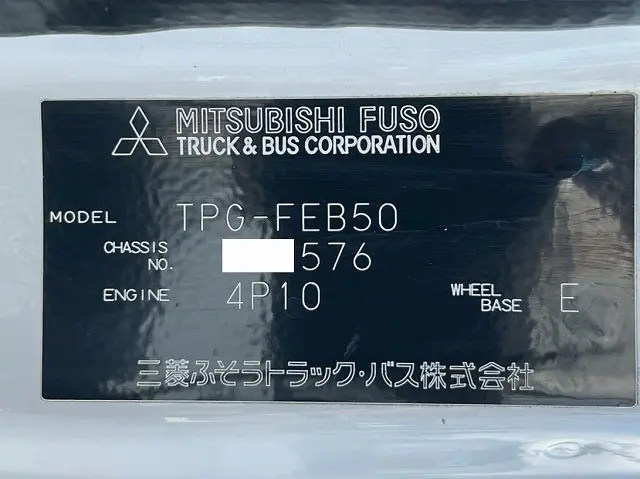 MITSUBISHI FUSO
TRUCK & BUS CORPORATION
MODEL TPG-FEB50
CHASSIS NO. 576
ENGINE 4P10 WHEEL BASE E
三菱ふそうトラック・バス株式会社